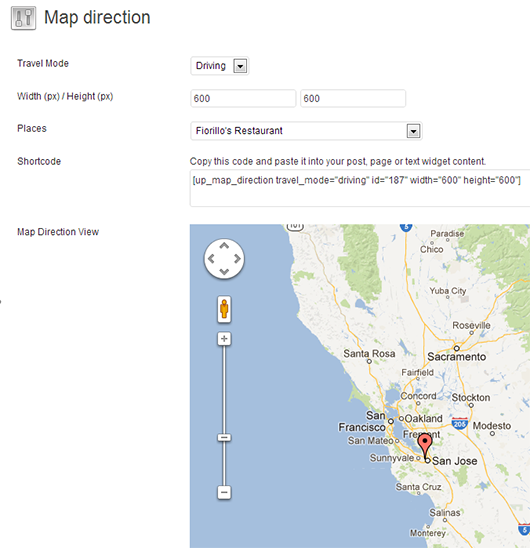 Map direction
Travel Mode
Driving
Width (px) / Height (px)
600
600
Places
Fiorillo's Restaurant
Shortcode
Copy this code and paste it into your post, page or text widget content.
[up_map_direction travel_mode="driving" id="187" width="600" height="600"]
Map Direction View
101
5
Paradise
Chico
Yuba City
Roseville
Santa Rosa
Sacramento
Fairfield
Concord
Stockton
San
Francisco
Oakland
205
Modesto
Fremont
San Mateo
Sunnyvale
San Jose
Santa Cruz
Salinas
Monterey
5